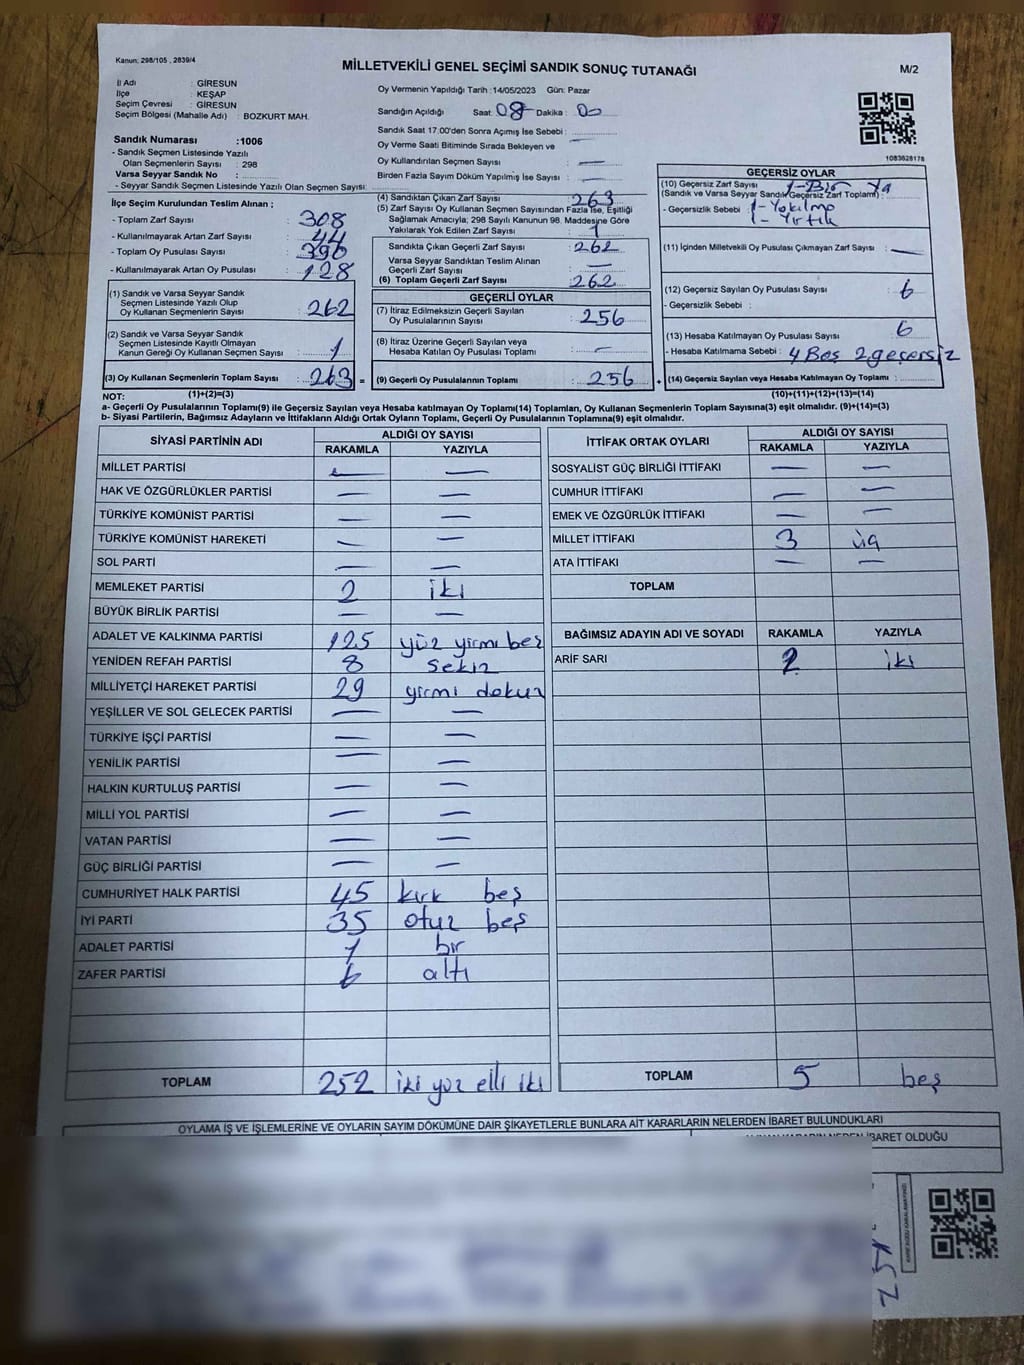 Kanun: 298/105 , 2839/4
MİLLETVEKİLİ GENEL SEÇİMİ SANDIK SONUÇ TUTANAĞI
M/2
İl Adı : GİRESUN
İlçe : KEŞAP
Seçim Çevresi : GİRESUN
Seçim Bölgesi (Mahalle Adı) : BOZKURT MAH.
Oy Vermenin Yapıldığı Tarih :14/05/2023 Gün: Pazar
Sandığın Açıldığı Saat: 08 Dakika : 00
Sandık Saat 17.00'den Sonra Açımış İse Sebebi :
Oy Verme Saati Bitiminde Sırada Bekleyen ve
Oy Kullandırılan Seçmen Sayısı : —
Birden Fazla Sayım Döküm Yapılmış İse Sayısı : —
1083828178
Sandık Numarası :1006
- Sandık Seçmen Listesinde Yazılı
Olan Seçmenlerin Sayısı : 298
Varsa Seyyar Sandık No :
- Seyyar Sandık Seçmen Listesinde Yazılı Olan Seçmen Sayısı:
İlçe Seçim Kurulundan Teslim Alınan ;
- Toplam Zarf Sayısı : 308
- Kullanılmayarak Artan Zarf Sayısı : 44
- Toplam Oy Pusulası Sayısı : 390
- Kullanılmayarak Artan Oy Pusulası : 128
(1) Sandık ve Varsa Seyyar Sandık
Seçmen Listesinde Yazılı Olup
Oy Kullanan Seçmenlerin Sayısı : 262
(2) Sandık ve Varsa Seyyar Sandık
Seçmen Listesinde Kayıtlı Olmayan
Kanun Gereği Oy Kullanan Seçmen Sayısı : 1
(3) Oy Kullanan Seçmenlerin Toplam Sayısı : 263 =
(4) Sandıktan Çıkan Zarf Sayısı : 263
(5) Zarf Sayısı Oy Kullanan Seçmen Sayısından Fazla İse, Eşitliği
Sağlamak Amacıyla; 298 Sayılı Kanunun 98. Maddesine Göre
Yakılarak Yok Edilen Zarf Sayısı : 1
Sandıkta Çıkan Geçerli Zarf Sayısı : 262
Varsa Seyyar Sandıktan Teslim Alınan
Geçerli Zarf Sayısı : —
(6) Toplam Geçerli Zarf Sayısı : 262
GEÇERLİ OYLAR
(7) İtiraz Edilmeksizin Geçerli Sayılan
Oy Pusulalarının Sayısı : 256
(8) İtiraz Üzerine Geçerli Sayılan veya
Hesaba Katılan Oy Pusulası Toplamı : —
(9) Geçerli Oy Pusulalarının Toplamı : 256 +
GEÇERSİZ OYLAR
(10) Geçersiz Zarf Sayısı 1-Bir
(Sandık ve Varsa Seyyar Sandık Geçersiz Zarf Toplamı) :
- Geçersizlik Sebebi : 1-Yakılma
1-Yırtık
(11) İçinden Milletvekili Oy Pusulası Çıkmayan Zarf Sayısı : —
(12) Geçersiz Sayılan Oy Pusulası Sayısı : 6
- Geçersizlik Sebebi :
(13) Hesaba Katılmayan Oy Pusulası Sayısı : 6
- Hesaba Katılmama Sebebi : 4 Boş 2 geçersiz
(14) Geçersiz Sayılan veya Hesaba Katılmayan Oy Toplamı :
NOT: (1)+(2)=(3) (10)+(11)+(12)+(13)=(14)
a- Geçerli Oy Pusulalarının Toplamı(9) ile Geçersiz Sayılan veya Hesaba katılmayan Oy Toplamı(14) Toplamları, Oy Kullanan Seçmenlerin Toplam Sayısına(3) eşit olmalıdır. (9)+(14)=(3)
b- Siyasi Partilerin, Bağımsız Adayların ve İttifakların Aldığı Ortak Oyların Toplamı, Geçerli Oy Pusulalarının Toplamına(9) eşit olmalıdır.
SİYASİ PARTİNİN ADI ALDIĞI OY SAYISI
RAKAMLA YAZIYLA
MİLLET PARTİSİ — —
HAK VE ÖZGÜRLÜKLER PARTİSİ — —
TÜRKİYE KOMÜNİST PARTİSİ — —
TÜRKİYE KOMÜNİST HAREKETİ — —
SOL PARTİ — —
MEMLEKET PARTİSİ 2 iki
BÜYÜK BİRLİK PARTİSİ — —
ADALET VE KALKINMA PARTİSİ 125 yüz yirmi beş
YENİDEN REFAH PARTİSİ 8 sekiz
MİLLİYETÇİ HAREKET PARTİSİ 29 yirmi dokuz
YEŞİLLER VE SOL GELECEK PARTİSİ — —
TÜRKİYE İŞÇİ PARTİSİ — —
YENİLİK PARTİSİ — —
HALKIN KURTULUŞ PARTİSİ — —
MİLLİ YOL PARTİSİ — —
VATAN PARTİSİ — —
GÜÇ BİRLİĞİ PARTİSİ — —
CUMHURİYET HALK PARTİSİ 45 kırk beş
İYİ PARTİ 35 otuz beş
ADALET PARTİSİ 1 bir
ZAFER PARTİSİ 6 altı
TOPLAM 252 iki yüz elli iki
İTTİFAK ORTAK OYLARI ALDIĞI OY SAYISI
RAKAMLA YAZIYLA
SOSYALİST GÜÇ BİRLİĞİ İTTİFAKI — —
CUMHUR İTTİFAKI — —
EMEK VE ÖZGÜRLÜK İTTİFAKI — —
MİLLET İTTİFAKI 3 üç
ATA İTTİFAKI — —
TOPLAM
BAĞIMSIZ ADAYIN ADI VE SOYADI RAKAMLA YAZIYLA
ARİF SARI 2 iki
TOPLAM 5 beş
OYLAMA İŞ VE İŞLEMLERİNE VE OYLARIN SAYIM DÖKÜMÜNE DAİR ŞİKAYETLERLE BUNLARA AİT KARARLARIN NELERDEN İBARET BULUNDUKLARI
İBARET OLDUĞU